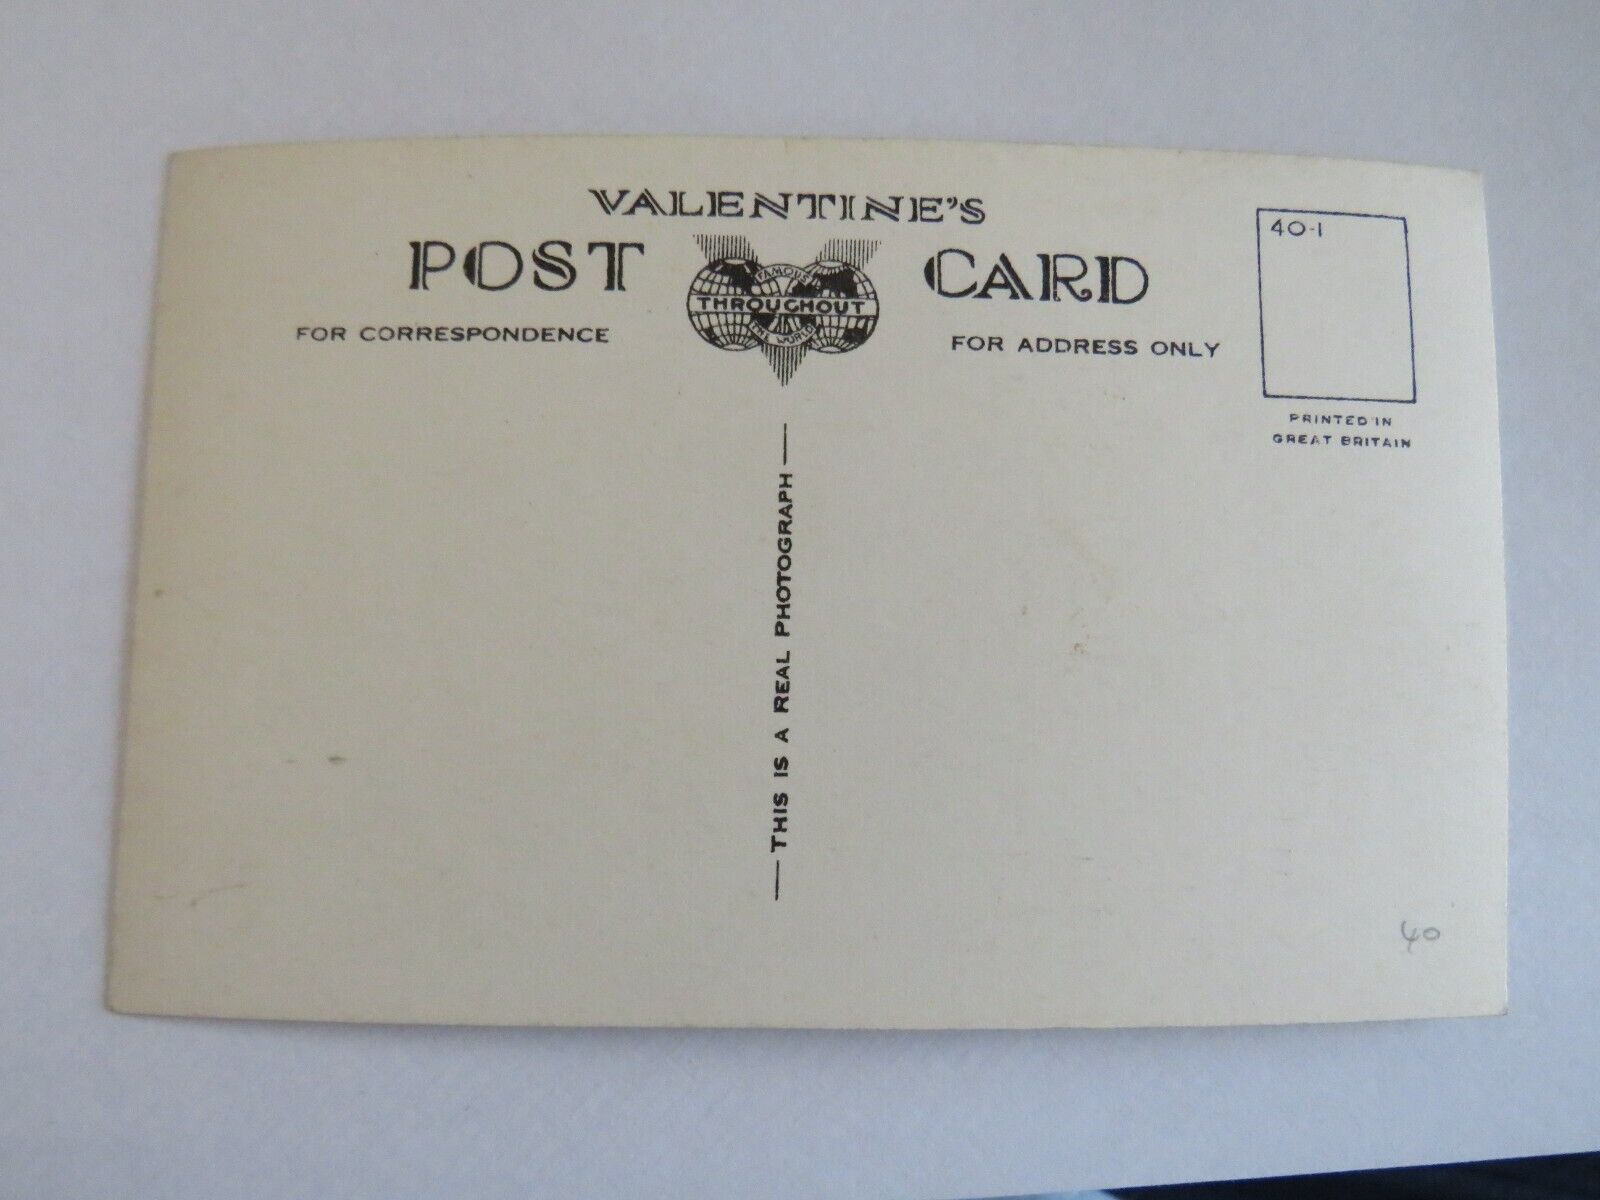 VALENTINE'S
POST CARD
FAMOUS
THROUGHOUT
THE WORLD
FOR CORRESPONDENCE
FOR ADDRESS ONLY
40-1
PRINTED IN
GREAT BRITAIN
THIS IS A REAL PHOTOGRAPH
40